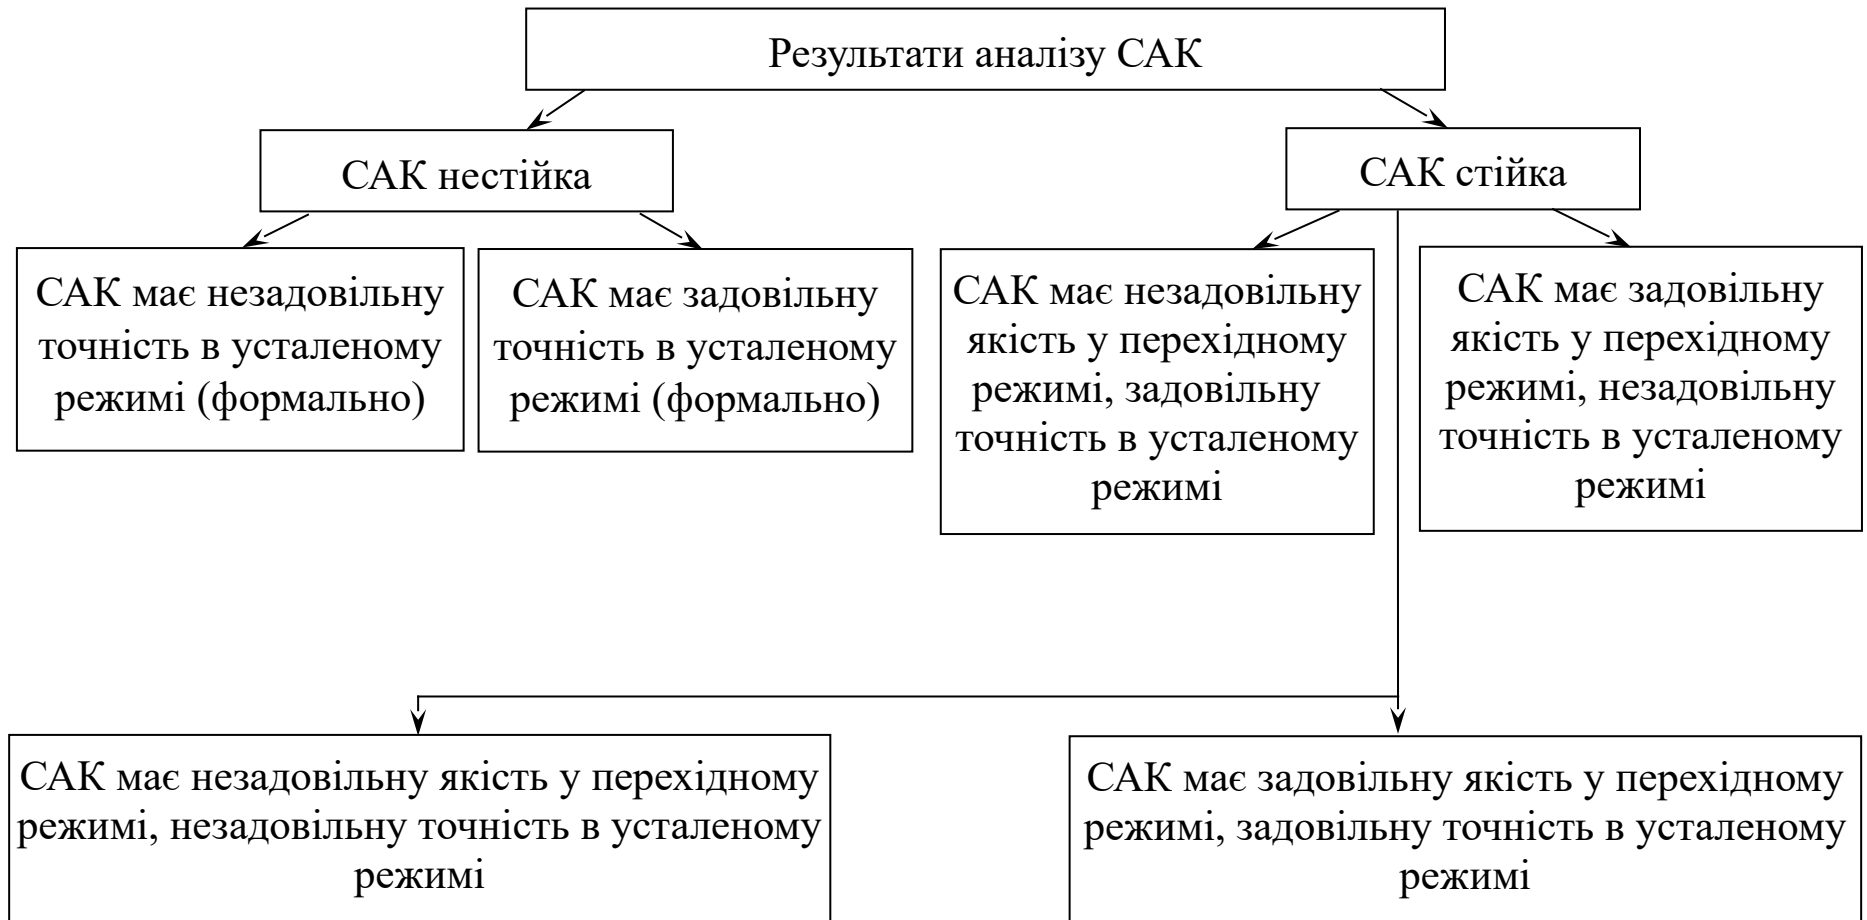 Результати аналізу САК
САК нестійка
САК стійка
САК має незадовільну
точність в усталеному
режимі (формально)
САК має задовільну
точність в усталеному
режимі (формально)
САК має незадовільну
якість у перехідному
режимі, задовільну
точність в усталеному
режимі
САК має задовільну
якість у перехідному
режимі, незадовільну
точність в усталеному
режимі
САК має незадовільну якість у перехідному
режимі, незадовільну точність в усталеному
режимі
САК має задовільну якість у перехідному
режимі, задовільну точність в усталеному
режимі